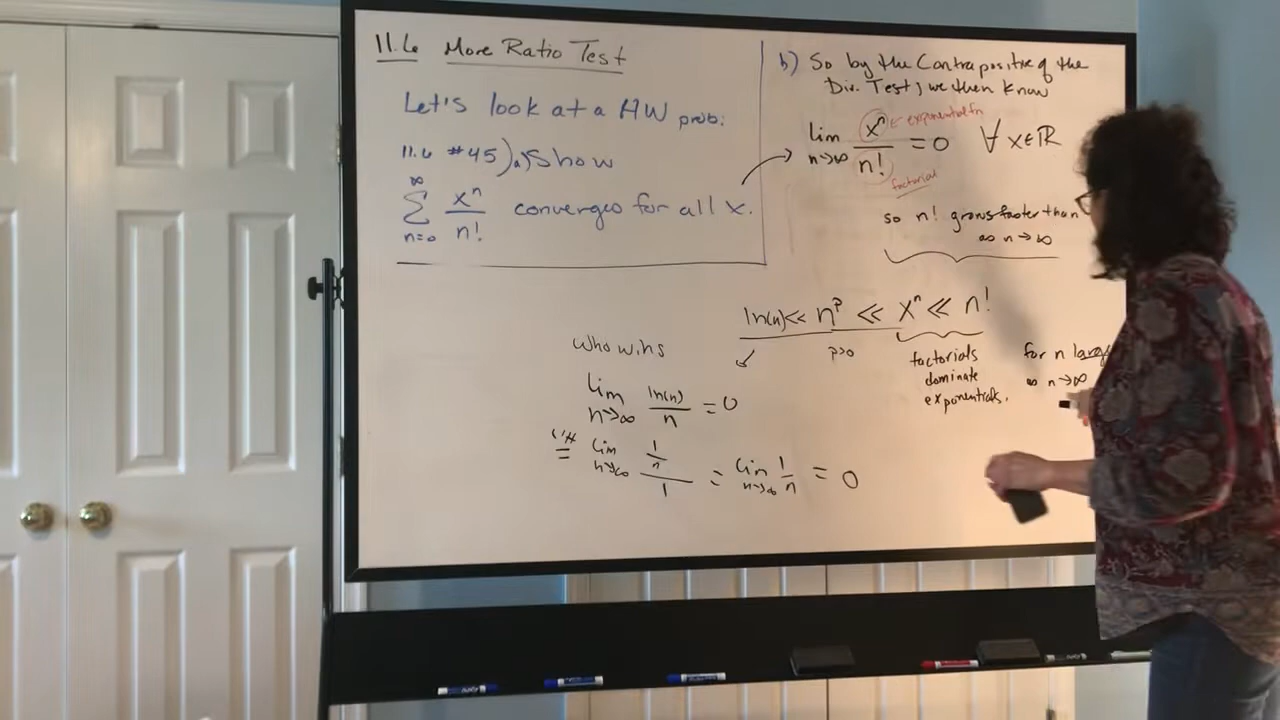 11.6 More Ratio Test
Let's look at a HW prob:
11.6 #45) a) Show
∞
∑ xⁿ/n! converges for all x.
n=0
b) So by the Contrapositive of the
Div. Test, we then know
lim xⁿ/n! = 0 ∀ x∈ℝ
n→∞
← exponential fn
factorial
so n! grows faster than
as n→∞
ln(n) << nᵖ << xⁿ << n!
p>0
factorials
dominate
exponentials.
for n large
as n→∞
who wins
lim ln(n)/n = 0
n→∞
L'H
= lim (1/n)/1 = lim 1/n = 0
n→∞ n→∞